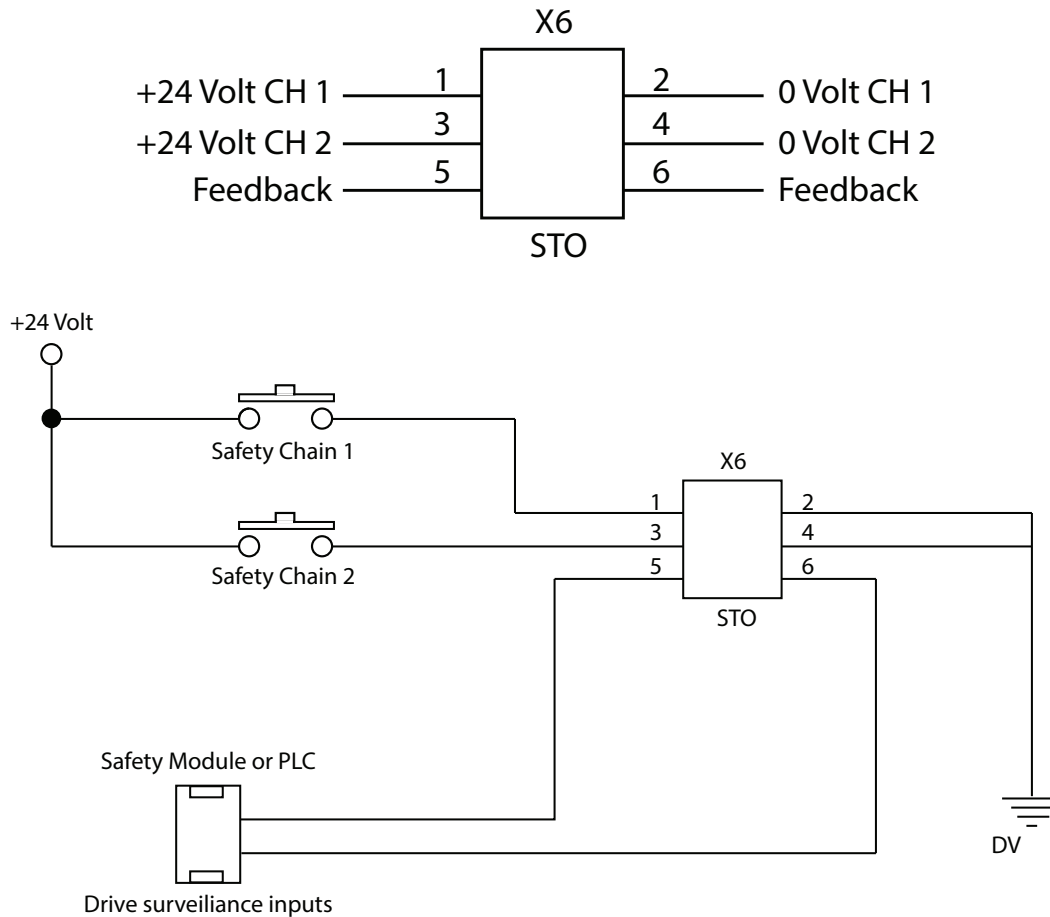 X6
+24 Volt CH 1 1 2 0 Volt CH 1
+24 Volt CH 2 3 4 0 Volt CH 2
Feedback 5 6 Feedback
STO
+24 Volt
Safety Chain 1
X6
1 2
3 4
Safety Chain 2
5 6
STO
Safety Module or PLC
DV
Drive surveiliance inputs